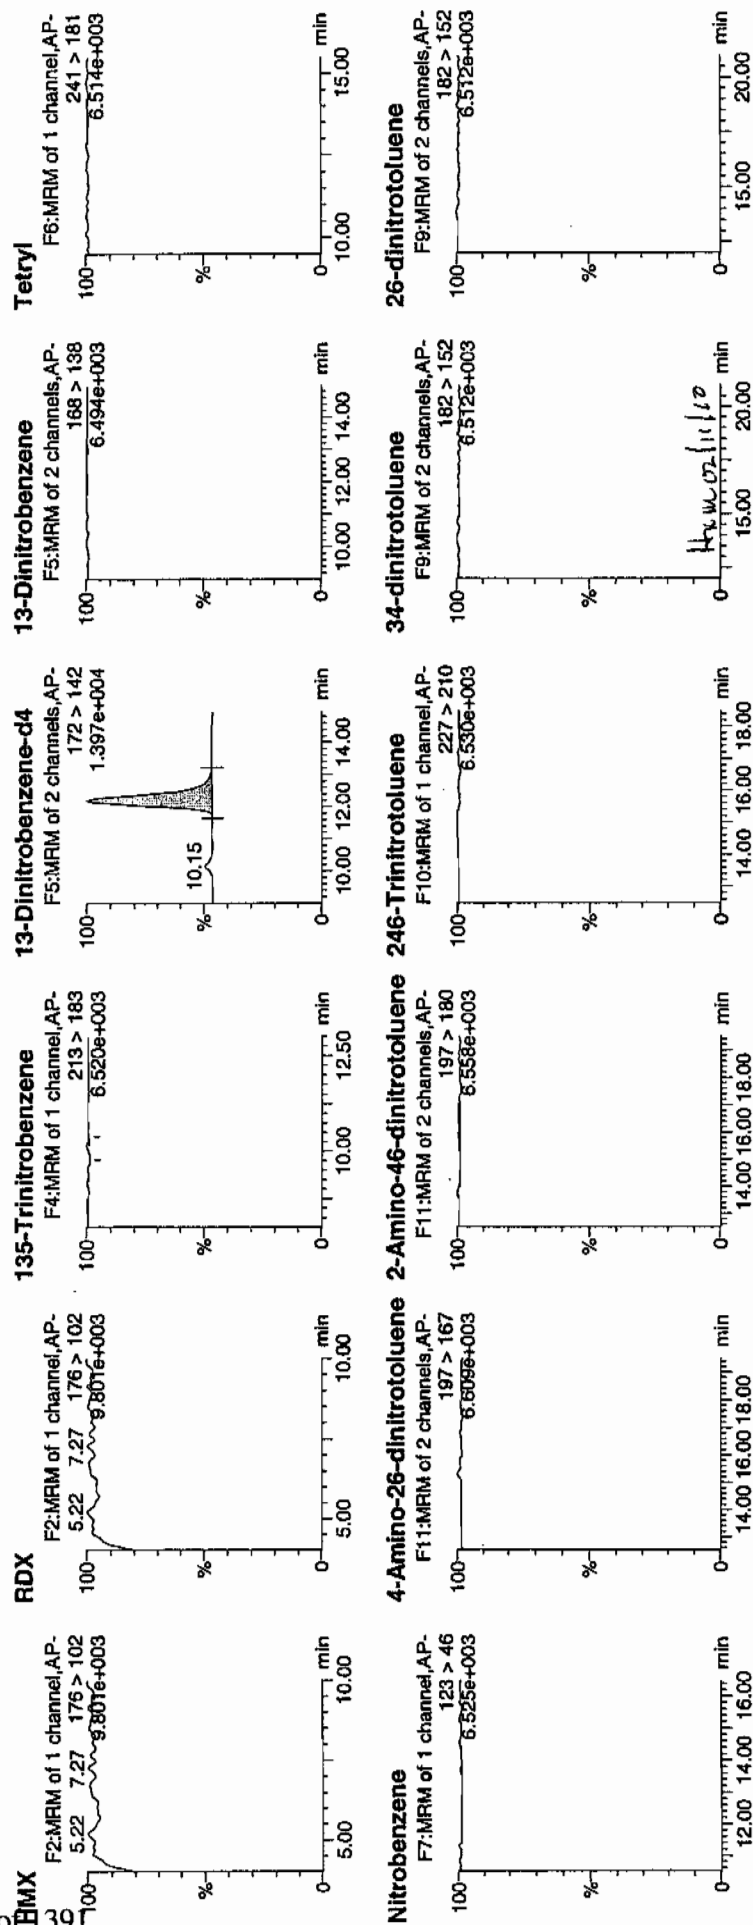 HMX
F2:MRM of 1 channel,AP-
5.22 7.27 176 > 102
9.801e+003
100
%
0
5.00 10.00 min
RDX
F2:MRM of 1 channel,AP-
5.22 7.27 176 > 102
9.801e+003
100
%
0
5.00 10.00 min
135-Trinitrobenzene
F4:MRM of 1 channel,AP-
213 > 183
6.520e+003
100
%
0
10.00 12.50 min
13-Dinitrobenzene-d4
F5:MRM of 2 channels,AP-
172 > 142
1.397e+004
100
10.15
%
0
10.00 12.00 14.00 min
13-Dinitrobenzene
F5:MRM of 2 channels,AP-
168 > 138
6.494e+003
100
%
0
10.00 12.00 14.00 min
Tetryl
F6:MRM of 1 channel,AP-
241 > 181
6.514e+003
100
%
0
10.00 15.00 min
Nitrobenzene
F7:MRM of 1 channel,AP-
123 > 46
6.525e+003
100
%
0
12.00 14.00 16.00 min
4-Amino-26-dinitrotoluene
F11:MRM of 2 channels,AP-
197 > 167
6.609e+003
100
%
0
14.00 16.00 18.00 min
2-Amino-46-dinitrotoluene
F11:MRM of 2 channels,AP-
197 > 180
6.558e+003
100
%
0
14.00 16.00 18.00 min
246-Trinitrotoluene
F10:MRM of 1 channel,AP-
227 > 210
6.530e+003
100
%
0
14.00 16.00 18.00 min
34-dinitrotoluene
F9:MRM of 2 channels,AP-
182 > 152
6.512e+003
100
%
02/11/10
0
15.00 20.00 min
26-dinitrotoluene
F9:MRM of 2 channels,AP-
182 > 152
6.512e+003
100
%
0
15.00 20.00 min
1391